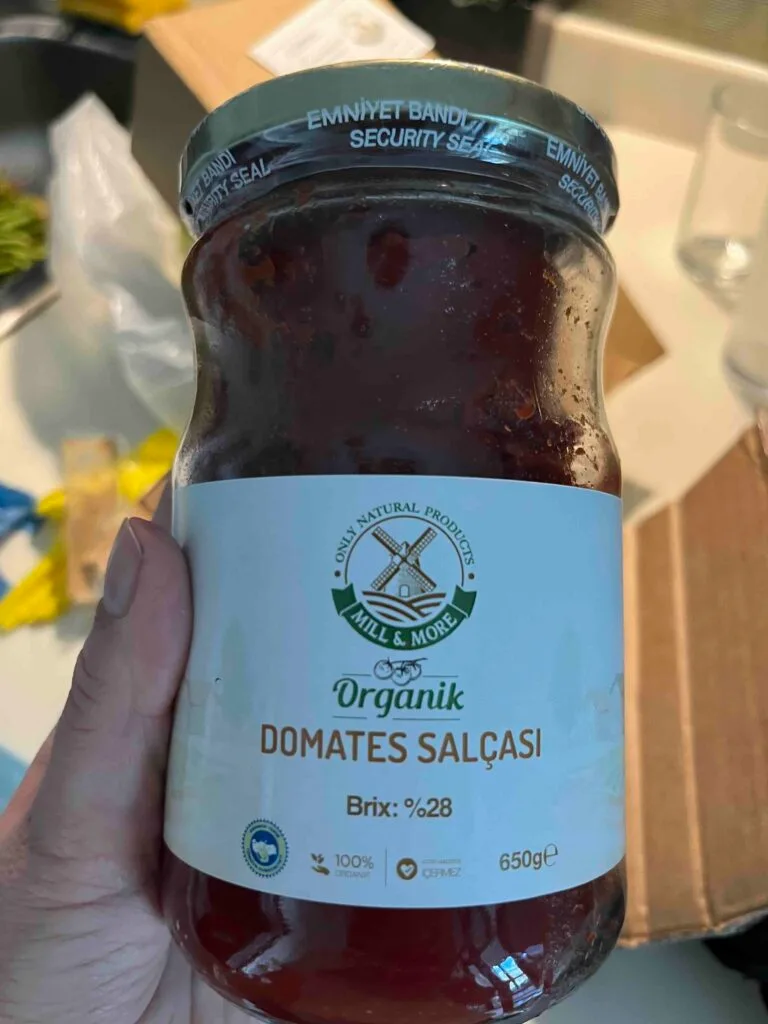 EMNİYET BANDI
SECURITY SEAL
EMNİYET BANDI
SECURITY SEAL
ONLY NATURAL PRODUCTS
MILL & MORE
Organik
DOMATES SALÇASI
Brix: %28
100%
ORGANIK
İÇERMEZ
650g℮